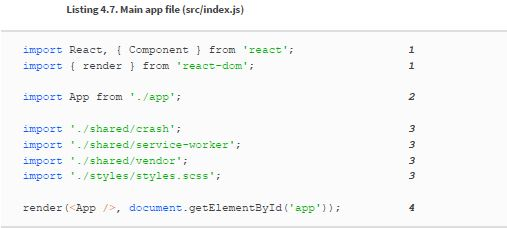 Listing 4.7. Main app file (src/index.js)
import React, { Component } from 'react'; 1
import { render } from 'react-dom'; 1
import App from './app'; 2
import './shared/crash'; 3
import './shared/service-worker'; 3
import './shared/vendor'; 3
import './styles/styles.scss'; 3
render(<App />, document.getElementById('app')); 4